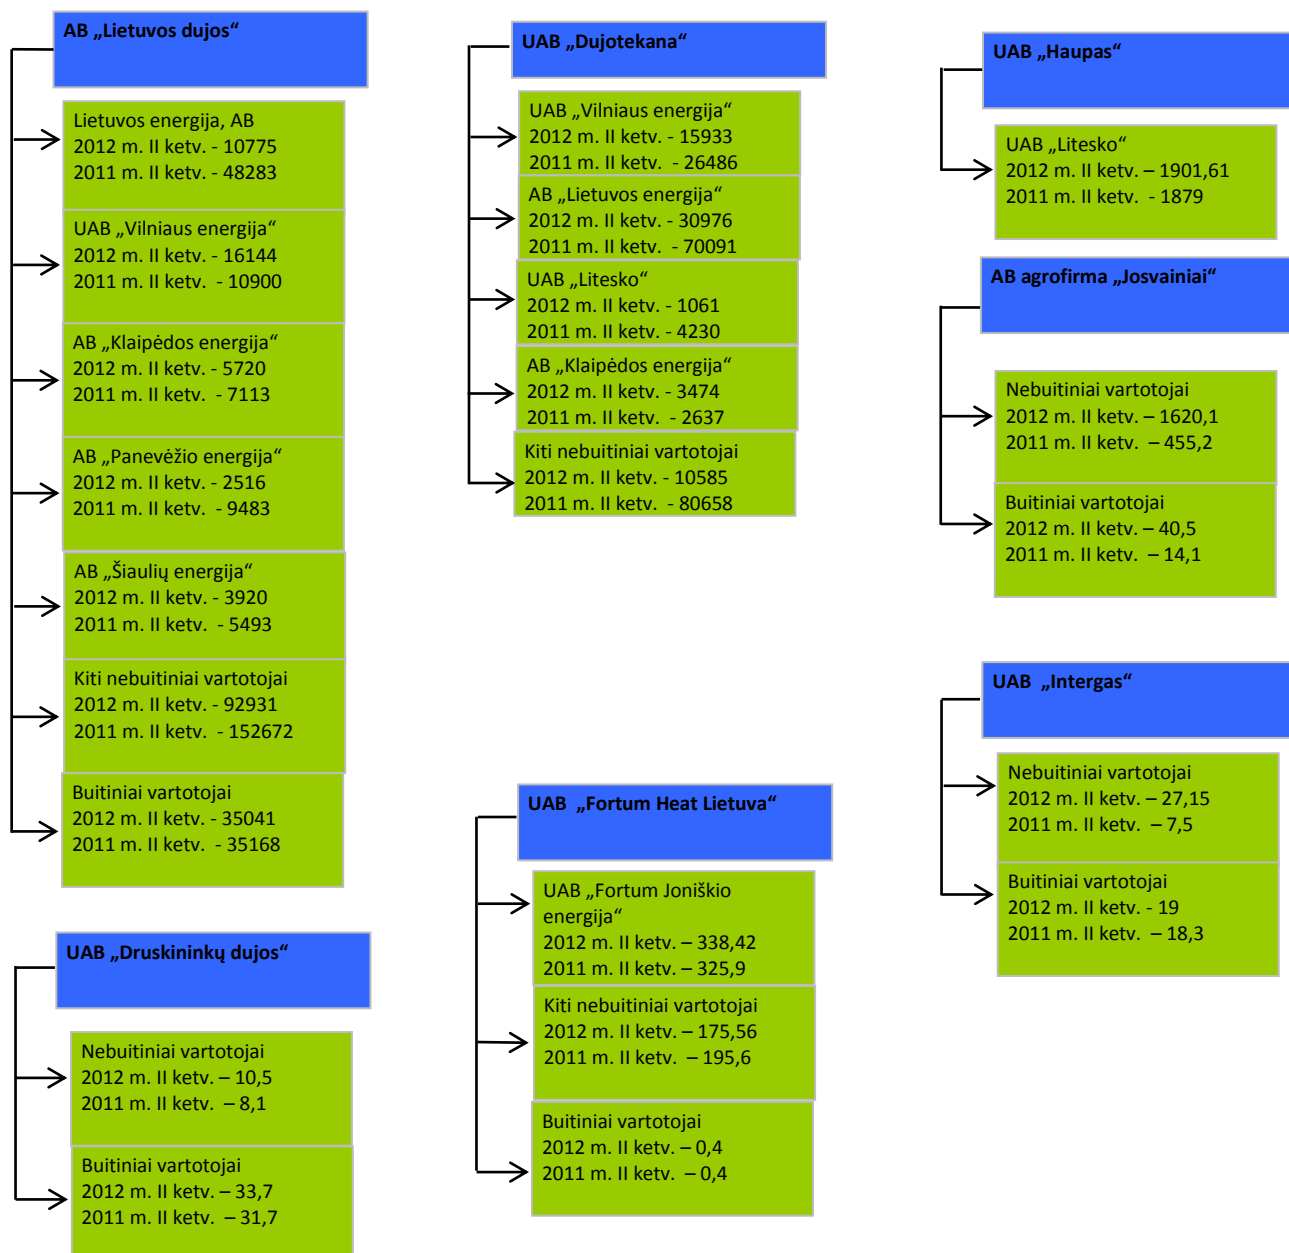 AB „Lietuvos dujos“
Lietuvos energija, AB
2012 m. II ketv. - 10775
2011 m. II ketv. - 48283
UAB „Vilniaus energija“
2012 m. II ketv. - 16144
2011 m. II ketv.  - 10900
AB „Klaipėdos energija“
2012 m. II ketv. - 5720
2011 m. II ketv.  - 7113
AB „Panevėžio energija“
2012 m. II ketv. - 2516
2011 m. II ketv.  - 9483
AB „Šiaulių energija“
2012 m. II ketv. - 3920
2011 m. II ketv.  - 5493
Kiti nebuitiniai vartotojai
2012 m. II ketv. - 92931
2011 m. II ketv.  - 152672
Buitiniai vartotojai
2012 m. II ketv. - 35041
2011 m. II ketv.  - 35168
UAB „Druskininkų dujos“
Nebuitiniai vartotojai
2012 m. II ketv. – 10,5
2011 m. II ketv.  – 8,1
Buitiniai vartotojai
2012 m. II ketv. – 33,7
2011 m. II ketv.  – 31,7
UAB „Dujotekana“
UAB „Vilniaus energija“
2012 m. II ketv. - 15933
2011 m. II ketv. - 26486
AB „Lietuvos energija“
2012 m. II ketv. - 30976
2011 m. II ketv. - 70091
UAB „Litesko“
2012 m. II ketv. - 1061
2011 m. II ketv. - 4230
AB „Klaipėdos energija“
2012 m. II ketv. - 3474
2011 m. II ketv. - 2637
Kiti nebuitiniai vartotojai
2012 m. II ketv. - 10585
2011 m. II ketv. - 80658
UAB  „Fortum Heat Lietuva“
UAB „Fortum Joniškio
energija“
2012 m. II ketv. – 338,42
2011 m. II ketv. – 325,9
Kiti nebuitiniai vartotojai
2012 m. II ketv. – 175,56
2011 m. II ketv.  – 195,6
Buitiniai vartotojai
2012 m. II ketv. – 0,4
2011 m. II ketv.  – 0,4
UAB „Haupas“
UAB „Litesko“
2012 m. II ketv. – 1901,61
2011 m. II ketv. - 1879
AB agrofirma „Josvainiai“
Nebuitiniai vartotojai
2012 m. II ketv. – 1620,1
2011 m. II ketv.  – 455,2
Buitiniai vartotojai
2012 m. II ketv. – 40,5
2011 m. II ketv.  – 14,1
UAB  „Intergas“
Nebuitiniai vartotojai
2012 m. II ketv. – 27,15
2011 m. II ketv.  – 7,5
Buitiniai vartotojai
2012 m. II ketv. - 19
2011 m. II ketv.  – 18,3